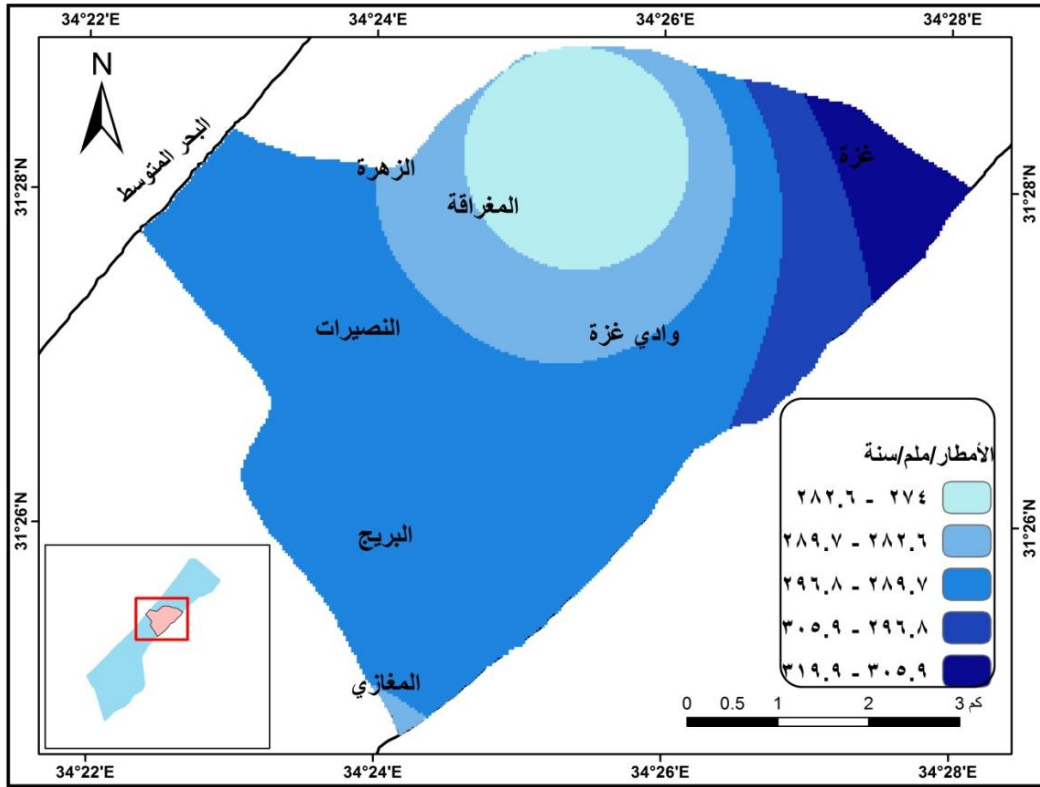 34°22'E 34°24'E 34°26'E 34°28'E
N
البحر المتوسط
غزة
الزهرة
31°28'N 31°28'N
المغراقة
النصيرات
وادي غزة
الأمطار/ملم/سنة
٢٧٤ - ٢٨٢.٦
٢٨٢.٦ - ٢٨٩.٧
٢٨٩.٧ - ٢٩٦.٨
٢٩٦.٨ - ٣٠٥.٩
٣٠٥.٩ - ٣١٩.٩
31°26'N 31°26'N
البريج
المغازي
0 0.5 1 2 3 كم
34°22'E 34°24'E 34°26'E 34°28'E